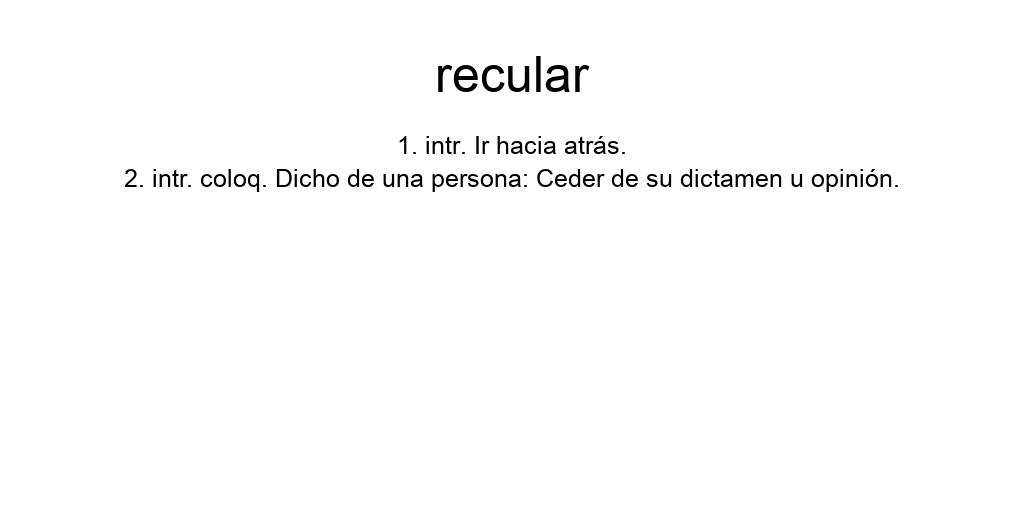 recular
1. intr. Ir hacia atrás.
2. intr. coloq. Dicho de una persona: Ceder de su dictamen u opinión.